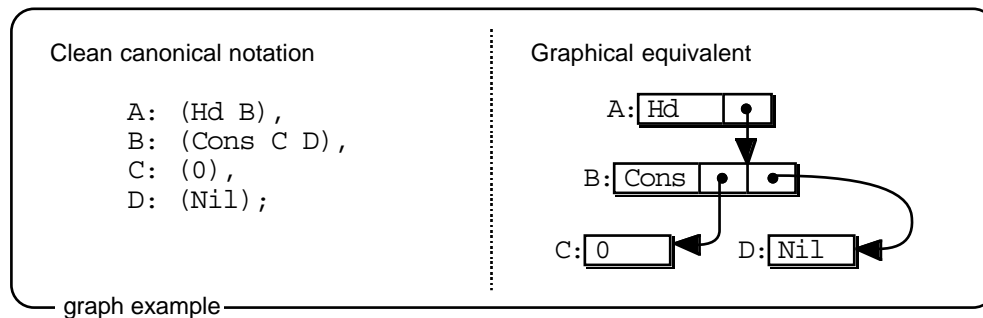 Clean canonical notation
A: (Hd B),
B: (Cons C D),
C: (0),
D: (Nil);
Graphical equivalent
A: Hd
B: Cons
C: 0
D: Nil
graph example